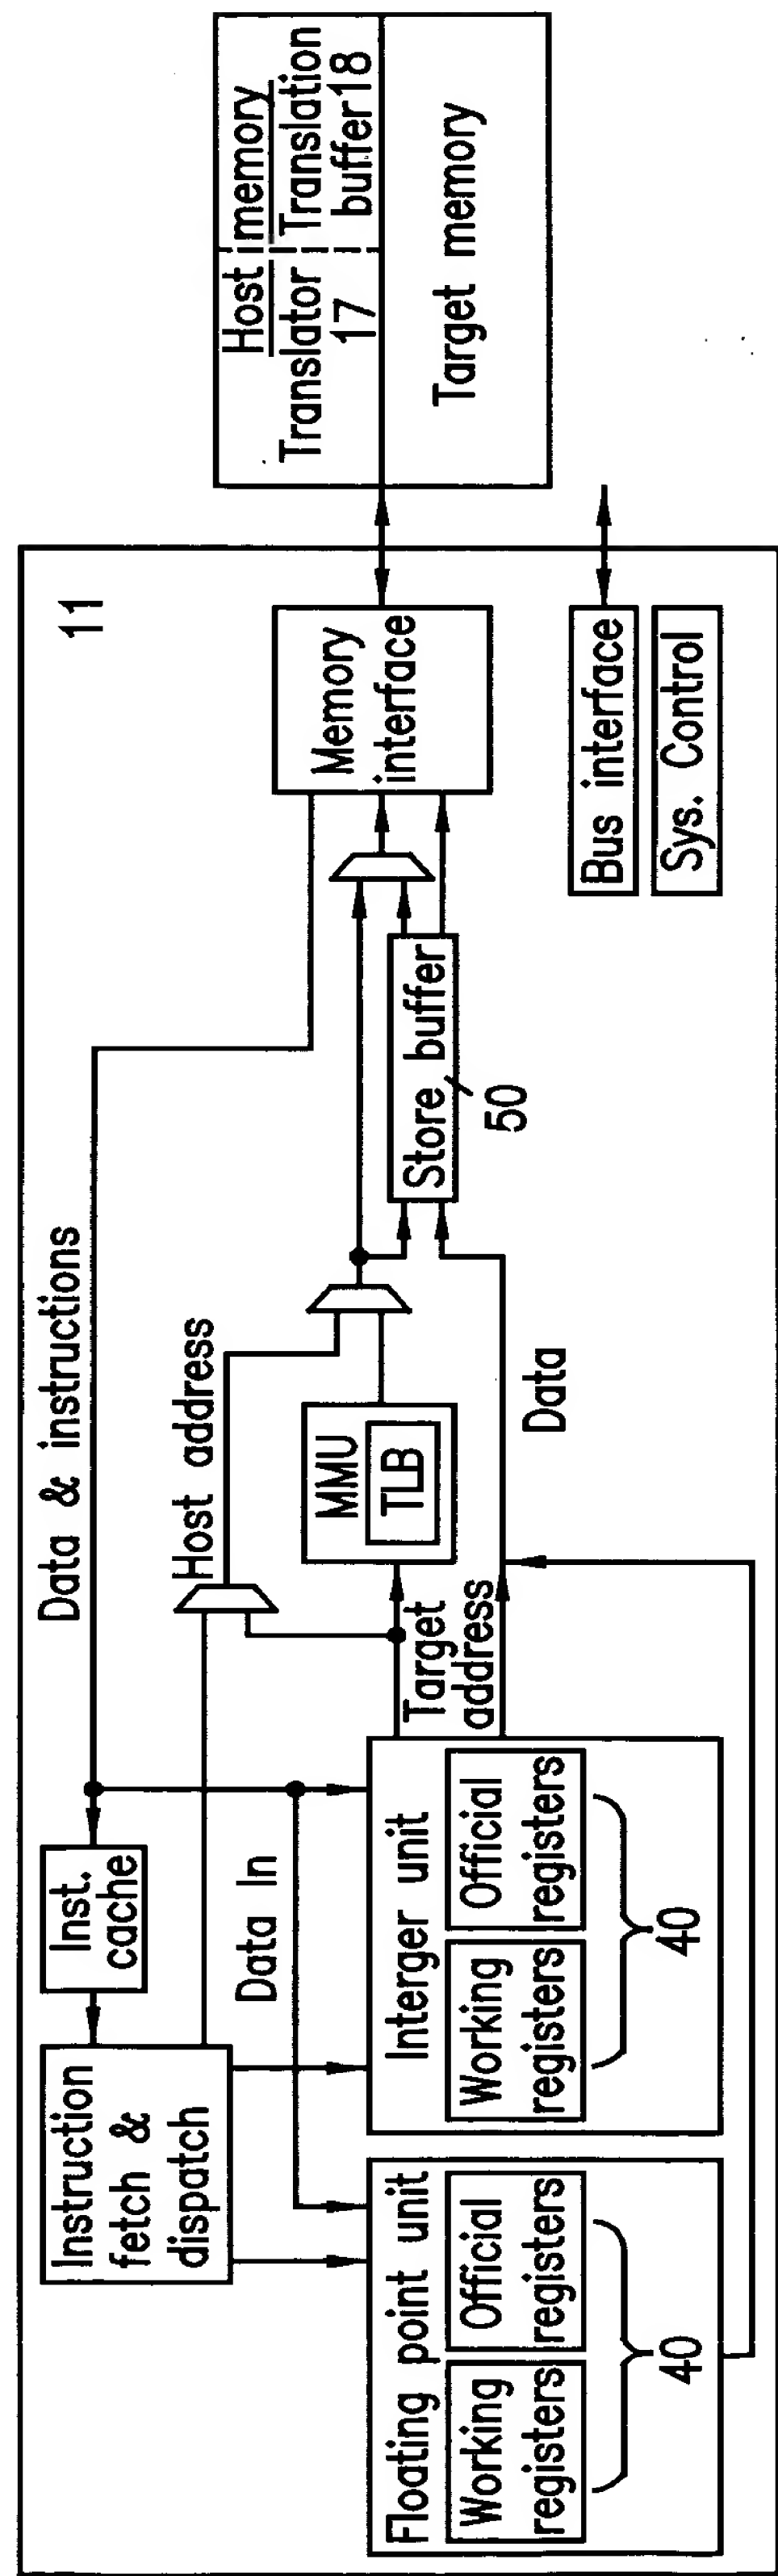 11
Data & instructions
Inst.
cache
Instruction
fetch &
dispatch
Host address
Data In
MMU
TLB
Target
address
Data
Store buffer
50
Memory
interface
Floating point unit
Working
registers
Official
registers
40
Interger unit
Working
registers
Official
registers
40
Bus interface
Sys. Control
Host memory
Translator
17
Translation
buffer18
Target memory